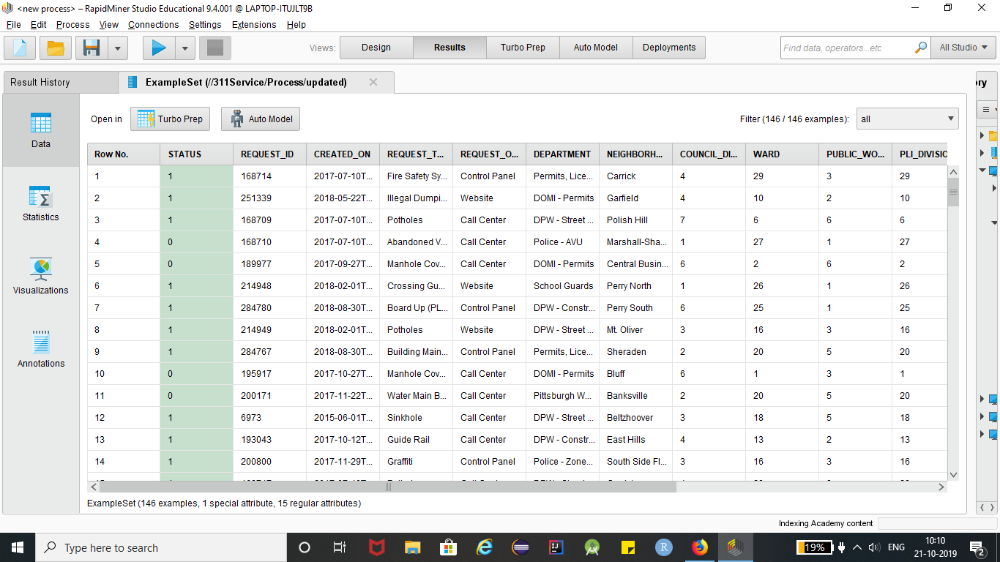 <new process> – RapidMiner Studio Educational 9.4.001 @ LAPTOP-ITUJLT9B
File Edit Process View Connections Settings Extensions Help
Views: Design Results Turbo Prep Auto Model Deployments Find data, operators...etc All Studio
Result History ExampleSet (//311Service/Process/updated)
Data
Statistics
Visualizations
Annotations
Open in Turbo Prep Auto Model Filter (146 / 146 examples): all
Row No. STATUS REQUEST_ID CREATED_ON REQUEST_T... REQUEST_O... DEPARTMENT NEIGHBORH... COUNCIL_DI... WARD PUBLIC_WO... PLI_DIVISIO
1 1 168714 2017-07-10T... Fire Safety Sy... Control Panel Permits, Lice... Carrick 4 29 3 29
2 1 251339 2018-05-22T... Illegal Dumpi... Website DOMI - Permits Garfield 4 10 2 10
3 1 168709 2017-07-10T... Potholes Call Center DPW - Street ... Polish Hill 7 6 6 6
4 0 168710 2017-07-10T... Abandoned V... Call Center Police - AVU Marshall-Sha... 1 27 1 27
5 0 189977 2017-09-27T... Manhole Cov... Call Center DOMI - Permits Central Busin... 6 2 6 2
6 1 214948 2018-02-01T... Crossing Gu... Website School Guards Perry North 1 26 1 26
7 1 284780 2018-08-30T... Board Up (PL... Control Panel DPW - Constr... Perry South 6 25 1 25
8 1 214949 2018-02-01T... Potholes Website DPW - Street ... Mt. Oliver 3 16 3 16
9 1 284767 2018-08-30T... Building Main... Control Panel Permits, Lice... Sheraden 2 20 5 20
10 0 195917 2017-10-27T... Manhole Cov... Call Center DOMI - Permits Bluff 6 1 3 1
11 0 200171 2017-11-22T... Water Main B... Call Center Pittsburgh W... Banksville 2 20 5 20
12 1 6973 2015-06-01T... Sinkhole Call Center DPW - Street ... Beltzhoover 3 18 5 18
13 1 193043 2017-10-12T... Guide Rail Call Center DPW - Constr... East Hills 4 13 2 13
14 1 200800 2017-11-29T... Graffiti Control Panel Police - Zone... South Side Fl... 3 16 3 16
ExampleSet (146 examples, 1 special attribute, 15 regular attributes)
Indexing Academy content
Type here to search 19% ENG 10:10
21-10-2019 2